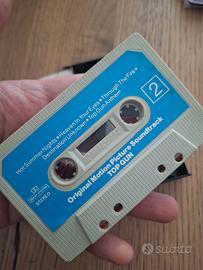 Hot Summer Nights • Heaven In Your Eyes • Through The Fire •
Destination Unknown • Top Gun Anthem
2
STEREO
Original Motion Picture Soundtrack
TOP GUN
subito